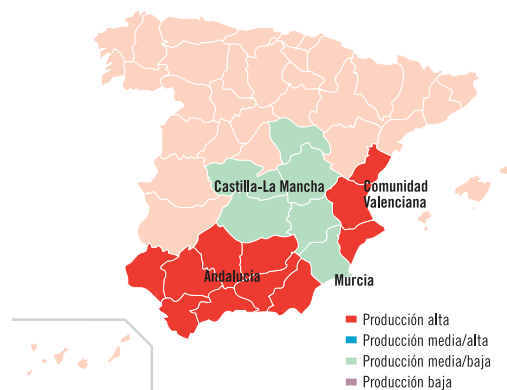 Castilla-La Mancha
Comunidad
Valenciana
Andalucía
Murcia
Producción alta
Producción media/alta
Producción media/baja
Producción baja